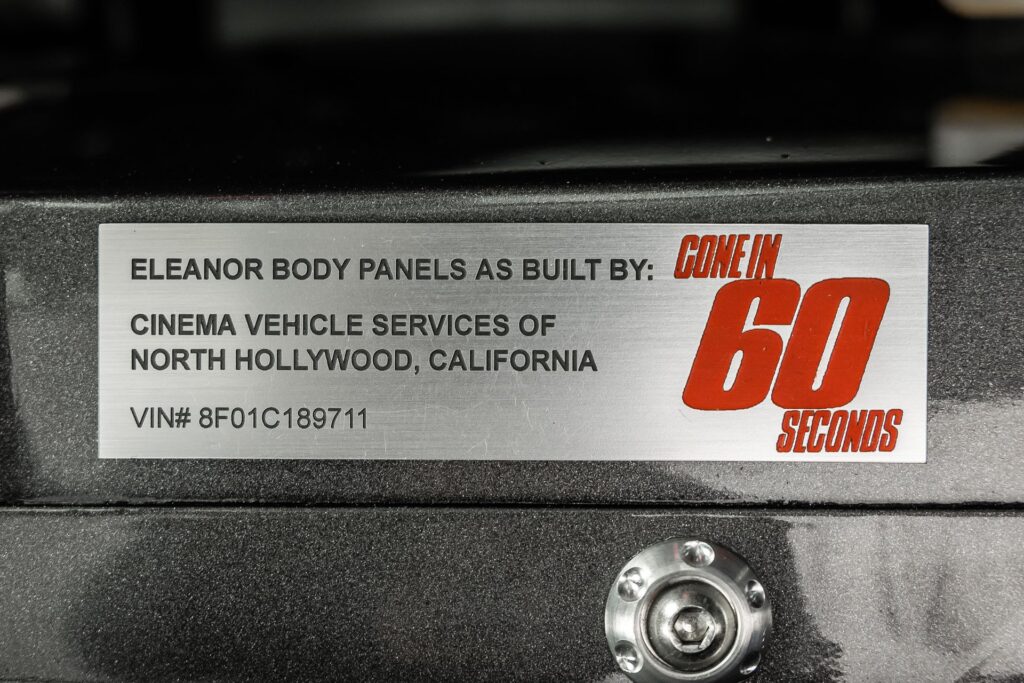 ELEANOR BODY PANELS AS BUILT BY:
CINEMA VEHICLE SERVICES OF
NORTH HOLLYWOOD, CALIFORNIA
VIN# 8F01C189711
GONE IN
60
SECONDS